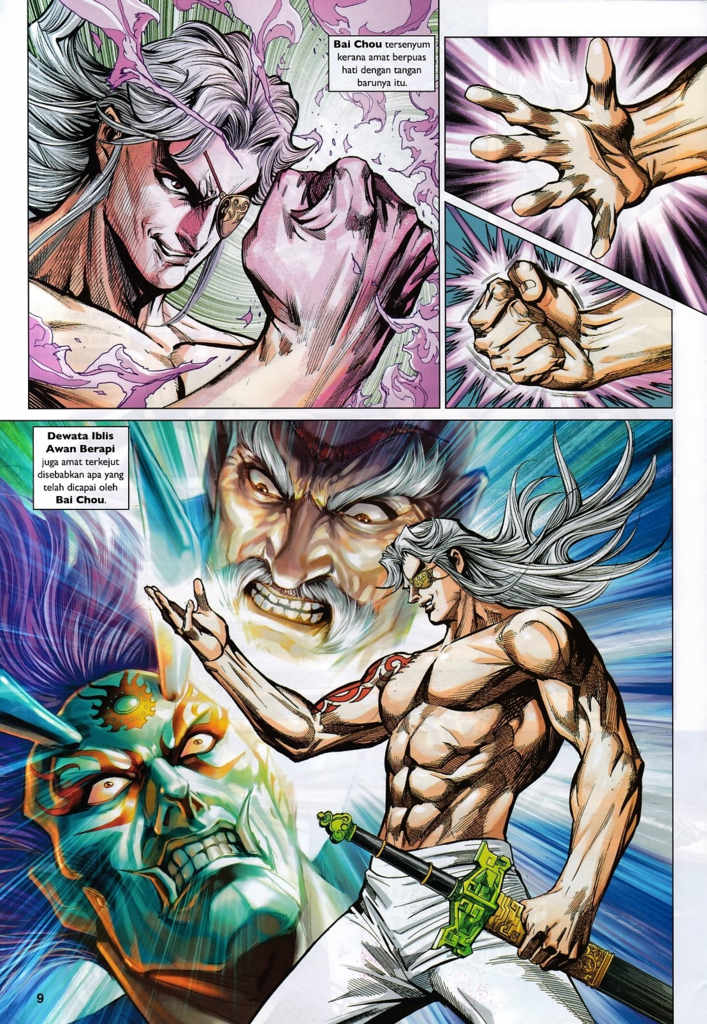 Bai Chou tersenyum
kerana amat berpuas
hati dengan tangan
barunya itu.
Dewata Iblis
Awan Berapi
juga amat terkejut
disebabkan apa yang
telah dicapai oleh
Bai Chou.
9